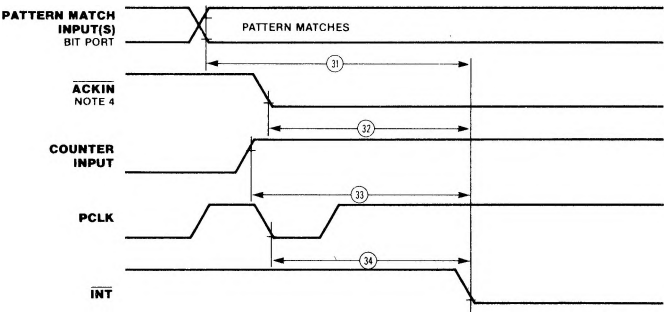 PATTERN MATCH
INPUT(S)
BIT PORT
PATTERN MATCHES
31
ACKIN
NOTE 4
32
COUNTER
INPUT
33
PCLK
34
INT